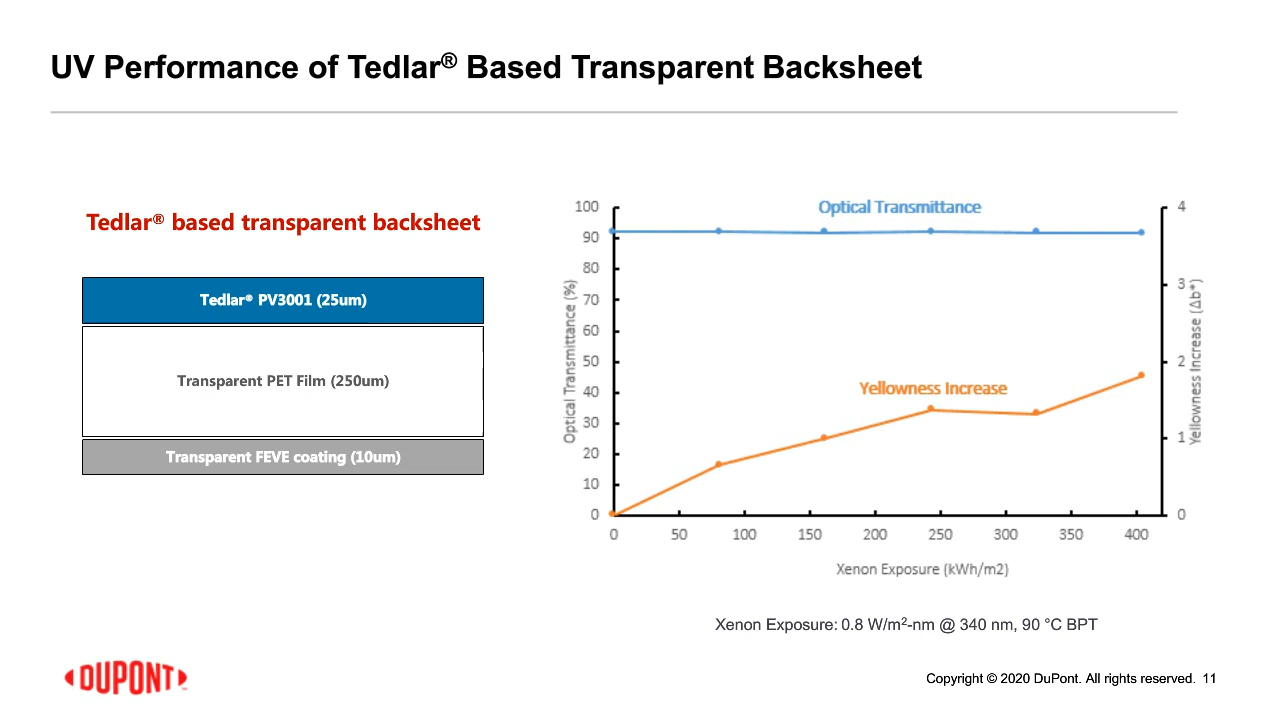 UV Performance of Tedlar® Based Transparent Backsheet
Tedlar® based transparent backsheet
Tedlar® PV3001 (25um)
Transparent PET Film (250um)
Transparent FEVE coating (10um)
Optical Transmittance
Yellowness Increase
Optical Transmittance (%)
100
90
80
70
60
50
40
30
20
10
0
4
3
2
1
0
Yellowness Increase (Δb*)
0 50 100 150 200 250 300 350 400
Xenon Exposure (kWh/m2)
Xenon Exposure: 0.8 W/m²-nm @ 340 nm, 90 °C BPT
DUPONT
Copyright © 2020 DuPont. All rights reserved. 11